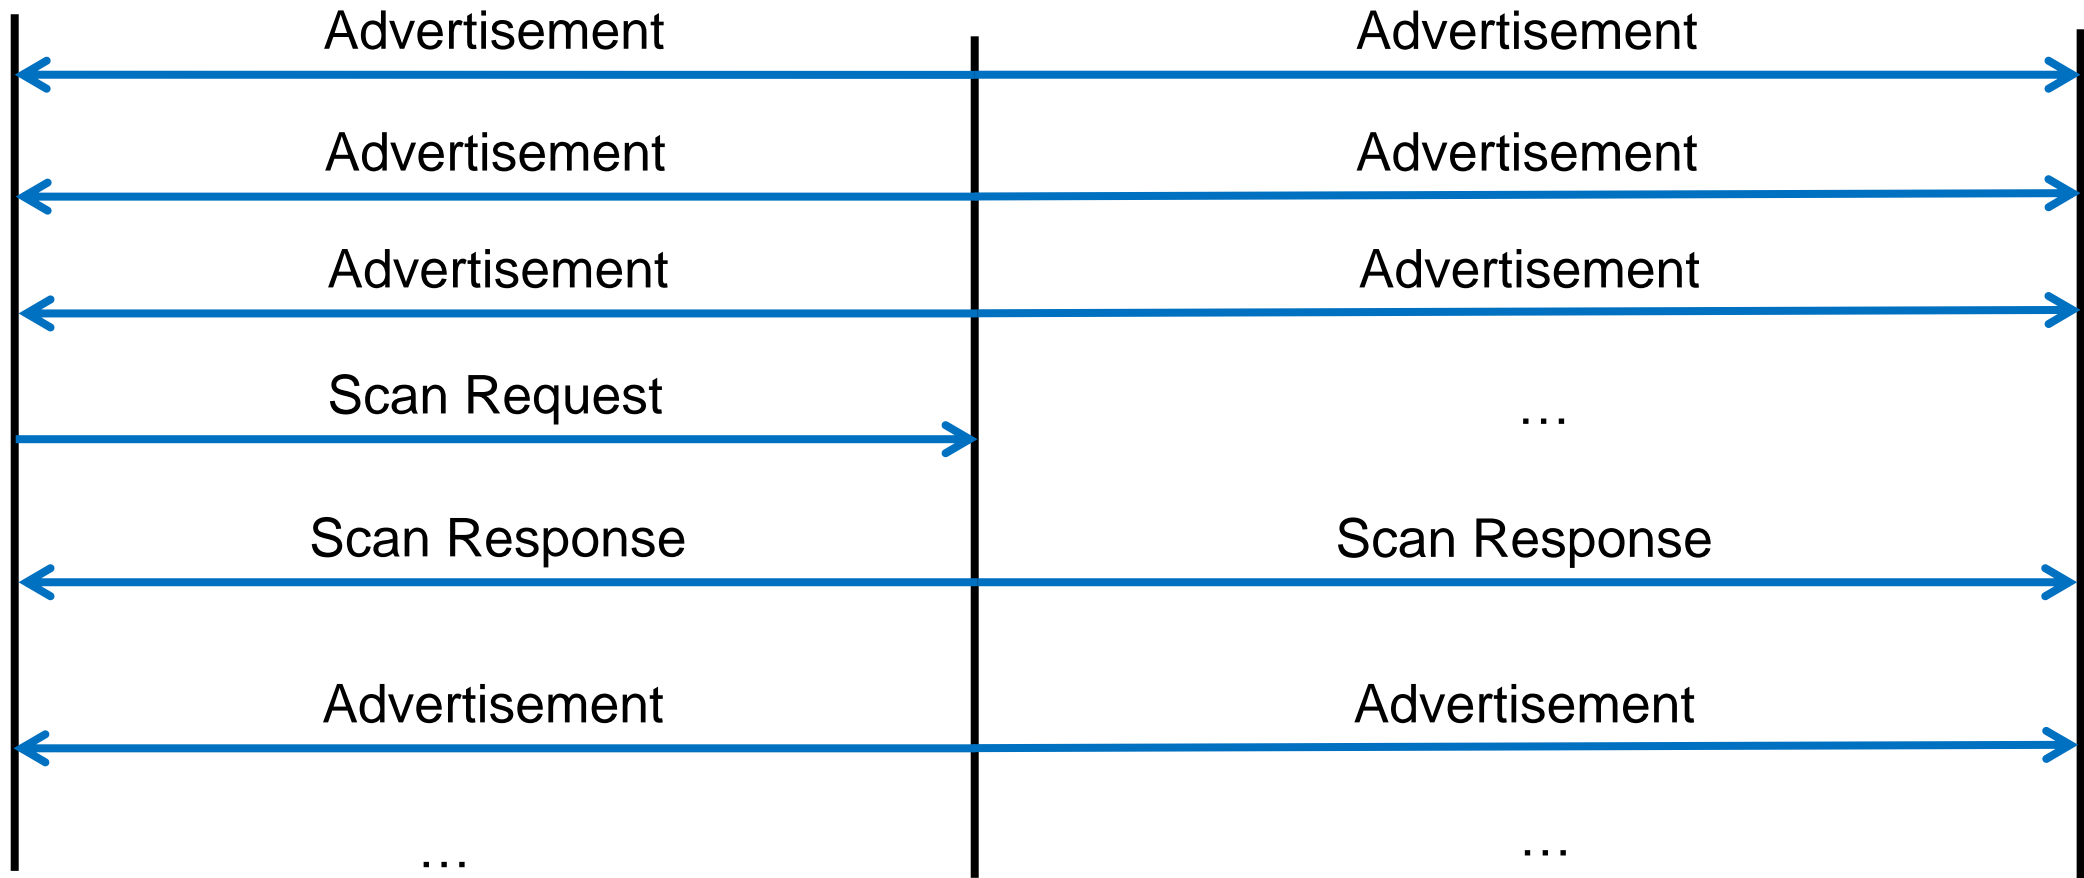 Advertisement
Advertisement
Advertisement
Advertisement
Advertisement
Advertisement
Scan Request
…
Scan Response
Scan Response
Advertisement
Advertisement
…
…